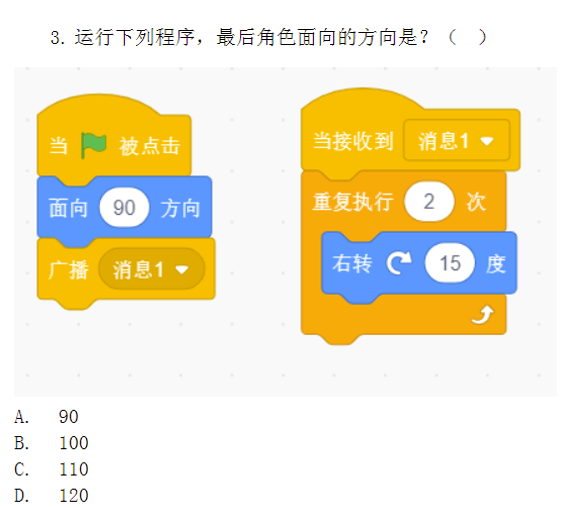 3. 运行下列程序，最后角色面向的方向是？（ ）
当 被点击
面向 90 方向
广播 消息1
当接收到 消息1
重复执行 2 次
右转 15 度
A. 90
B. 100
C. 110
D. 120